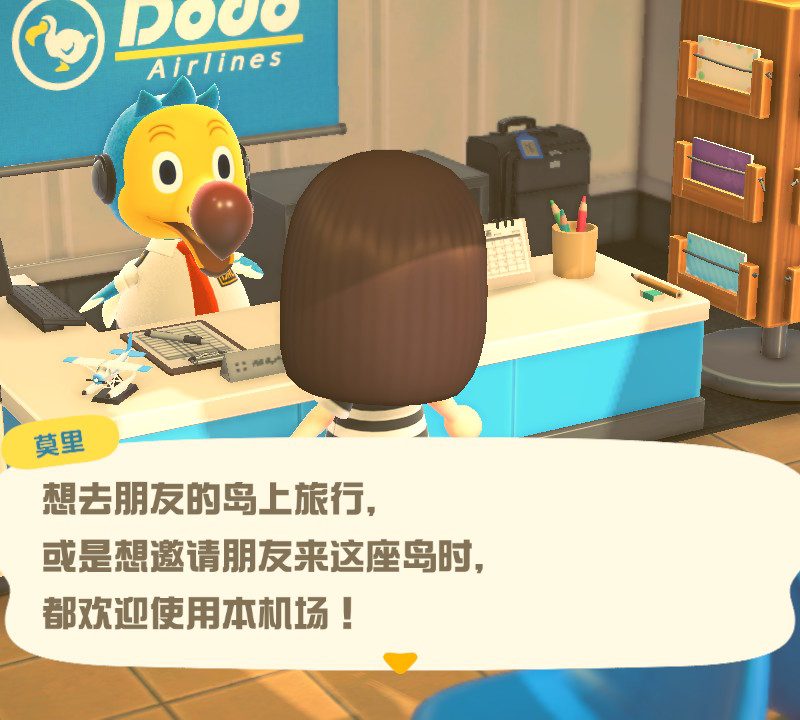 Dodo
Airlines
莫里
想去朋友的岛上旅行,
或是想邀请朋友来这座岛时,
都欢迎使用本机场！